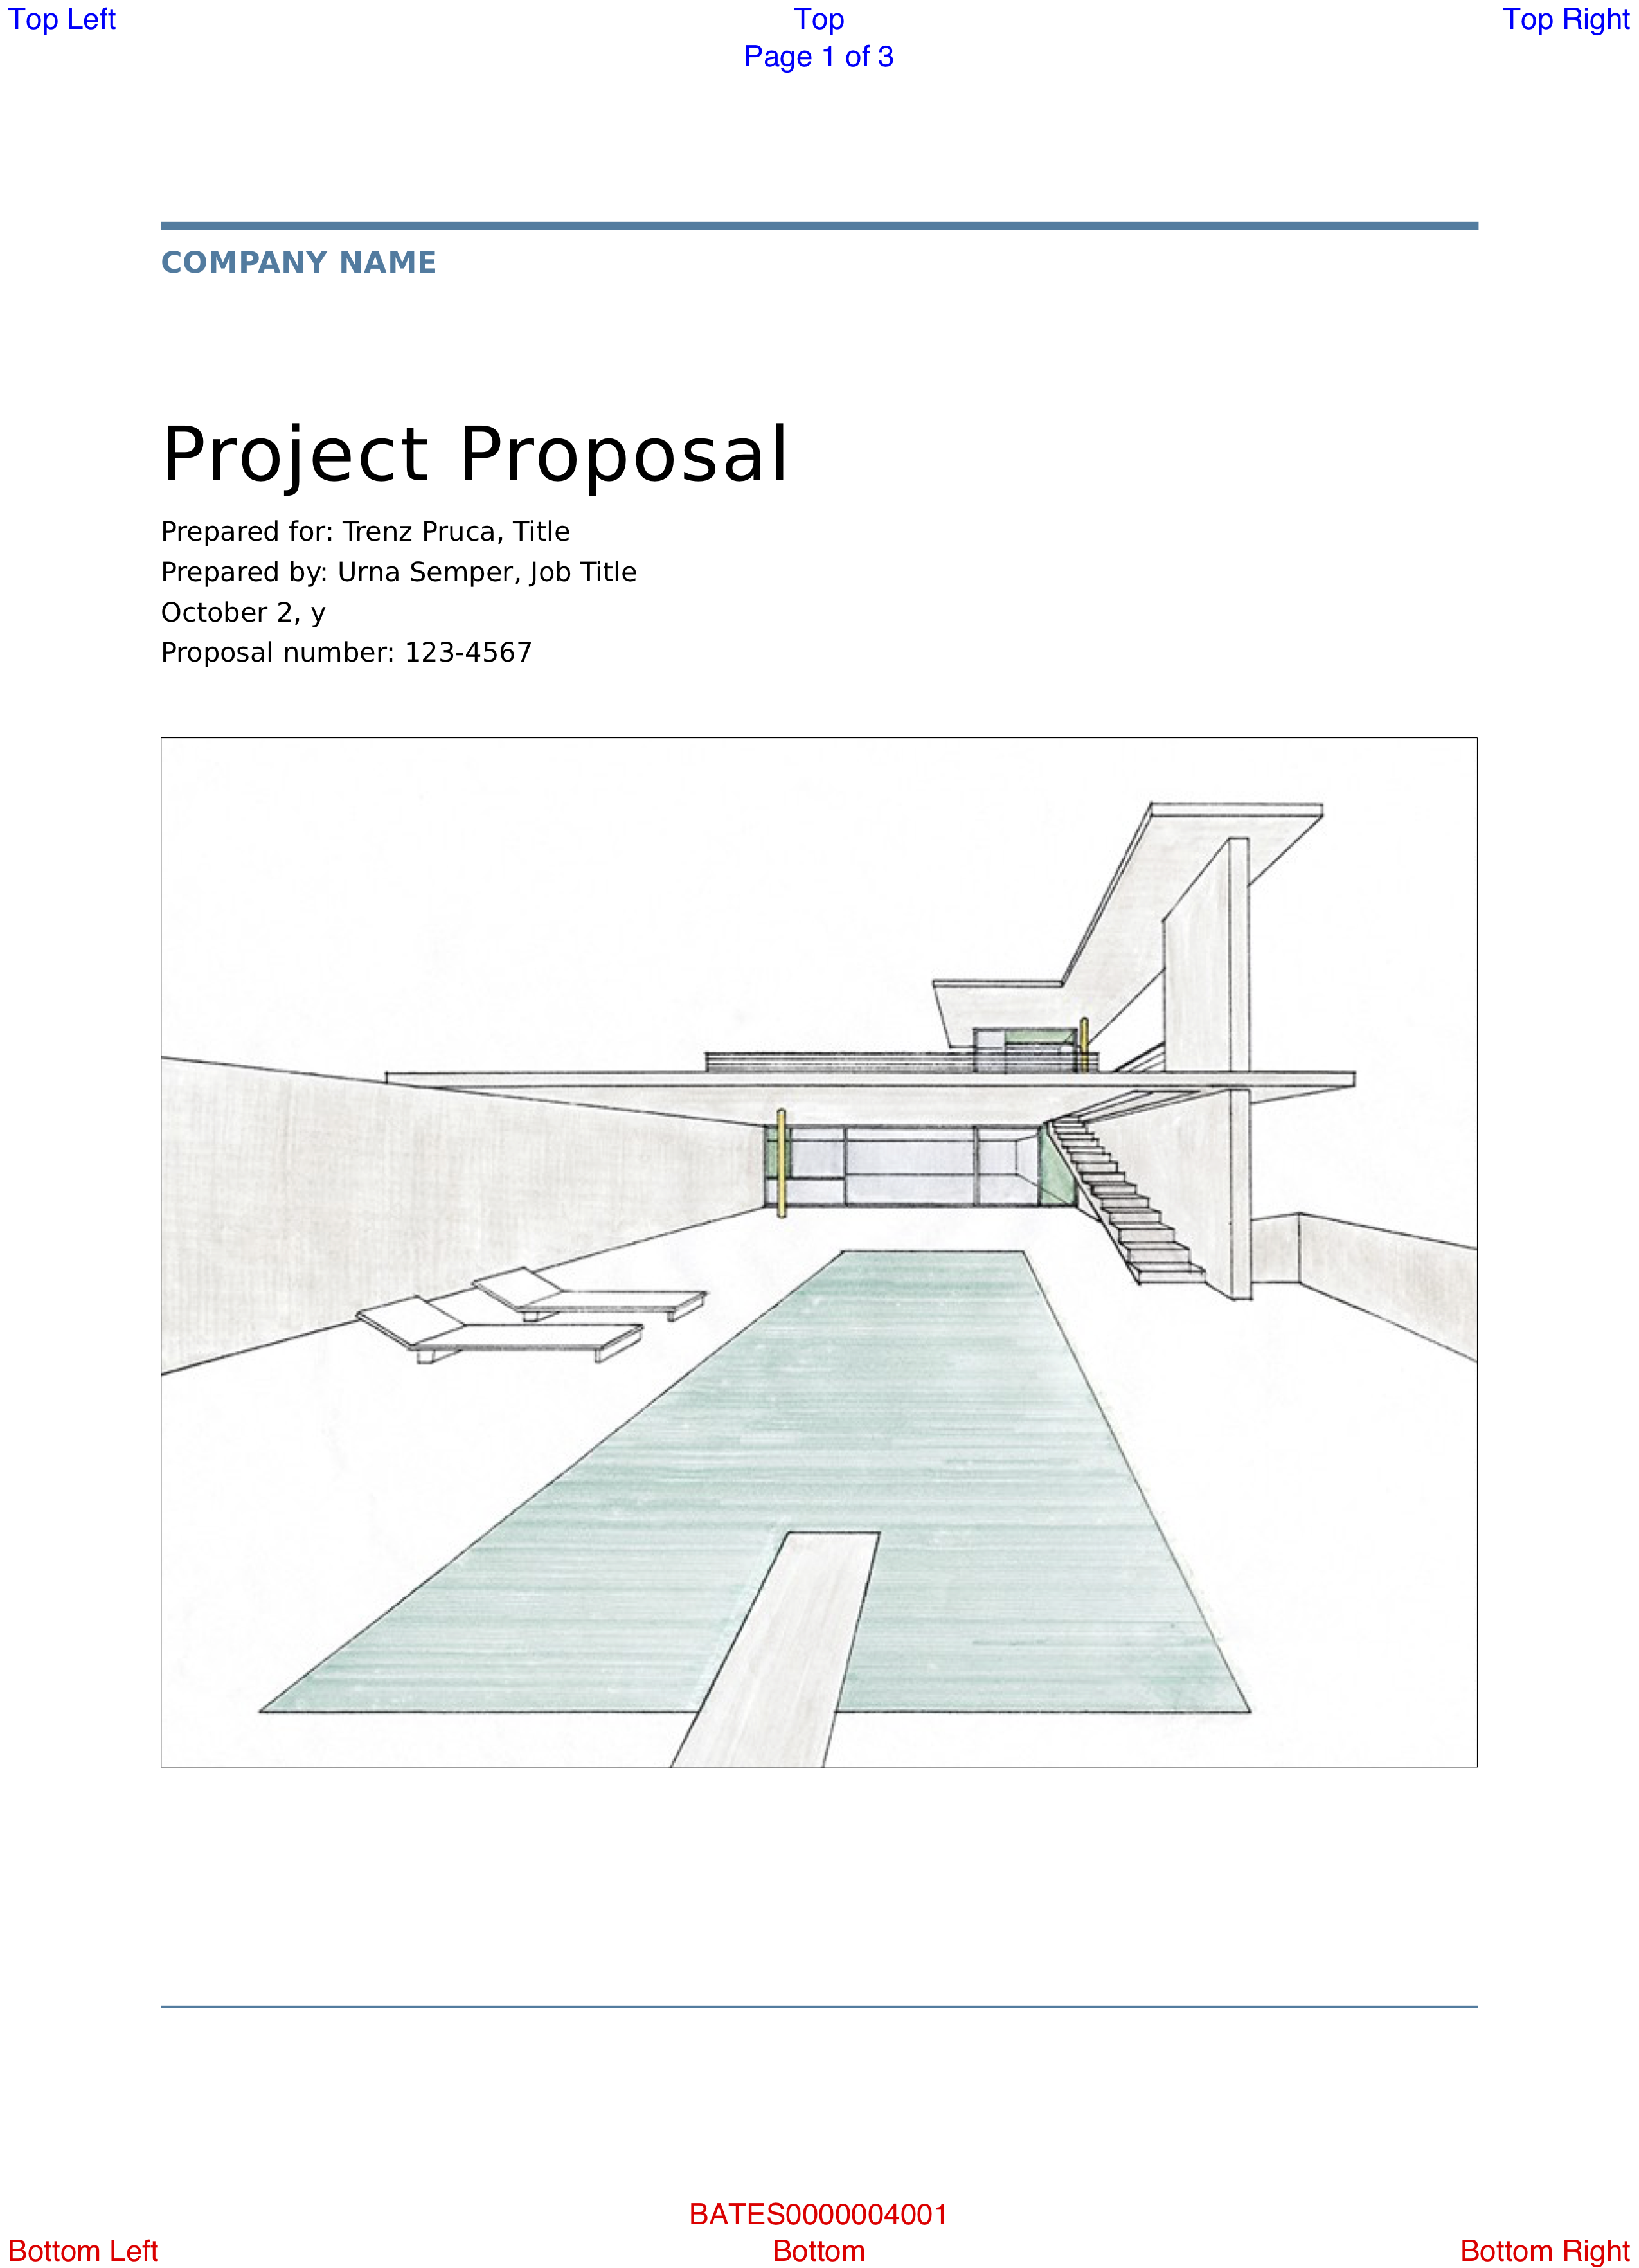 Top Left
Top
Top Right
Page 1 of 3
COMPANY NAME
Project Proposal
Prepared for: Trenz Pruca, Title
Prepared by: Urna Semper, Job Title
October 2, y
Proposal number: 123-4567
BATES0000004001
Bottom Left
Bottom
Bottom Right